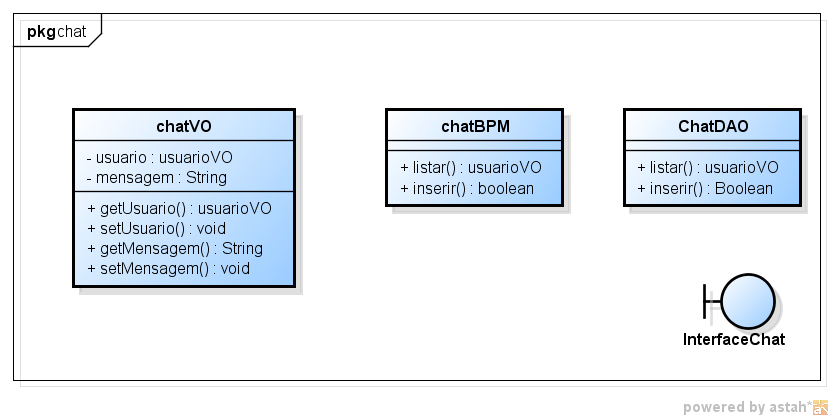 pkg chat
chatVO
- usuario : usuarioVO
- mensagem : String
+ getUsuario() : usuarioVO
+ setUsuario() : void
+ getMensagem() : String
+ setMensagem() : void
chatBPM
+ listar() : usuarioVO
+ inserir() : boolean
ChatDAO
+ listar() : usuarioVO
+ inserir() : Boolean
InterfaceChat
powered by astah*